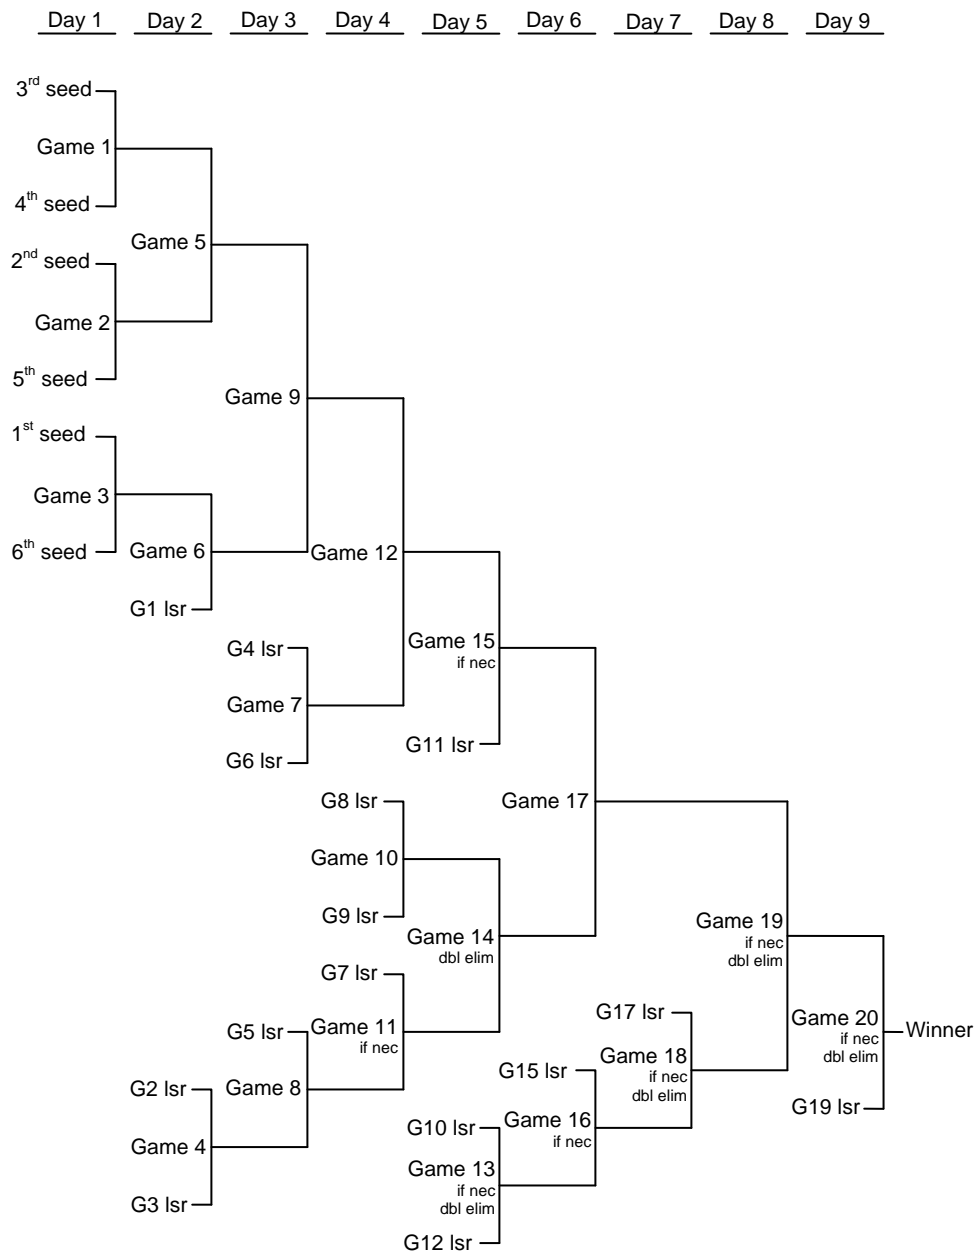 Day 1 Day 2 Day 3 Day 4 Day 5 Day 6 Day 7 Day 8 Day 9
3rd seed
Game 1
4th seed
Game 5
2nd seed
Game 2
5th seed
Game 9
1st seed
Game 3
6th seed
Game 6
Game 12
G1 lsr
G4 lsr
Game 15
if nec
Game 7
G6 lsr
G11 lsr
G8 lsr
Game 17
Game 10
G9 lsr
Game 14
dbl elim
Game 19
if nec
dbl elim
G7 lsr
G5 lsr
Game 11
if nec
G17 lsr
Game 20
if nec
dbl elim
Winner
Game 8
G15 lsr
Game 18
if nec
dbl elim
G2 lsr
G19 lsr
Game 4
G10 lsr
Game 16
if nec
Game 13
if nec
dbl elim
G3 lsr
G12 lsr